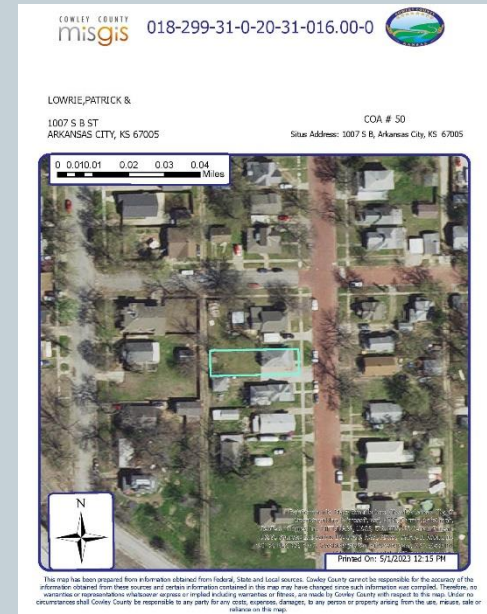 COWLEY COUNTY
misgis
018-299-31-0-20-31-016.00-0
LOWRIE,PATRICK &
1007 S B ST
ARKANSAS CITY, KS 67005
COA # 50
Situs Address: 1007 S B, Arkansas City, KS 67005
0 0.010.01 0.02 0.03 0.04
Miles
N
Printed On: 5/1/2023 12:15 PM
This map has been prepared from information obtained from Federal, State and Local sources. Cowley County cannot be responsible for the accuracy of the
information obtained from these sources and certain information contained in this map may have changed since such information was compiled. Therefore, no
warranties or representations whatsoever express or implied including warranties or fitness, are made by Cowley County with respect to this map. Under no
circumstances shall Cowley County be responsible to any party for any costs, expenses, damages, to any person or property arising from the use, misuse, sale or
reliance on this map.